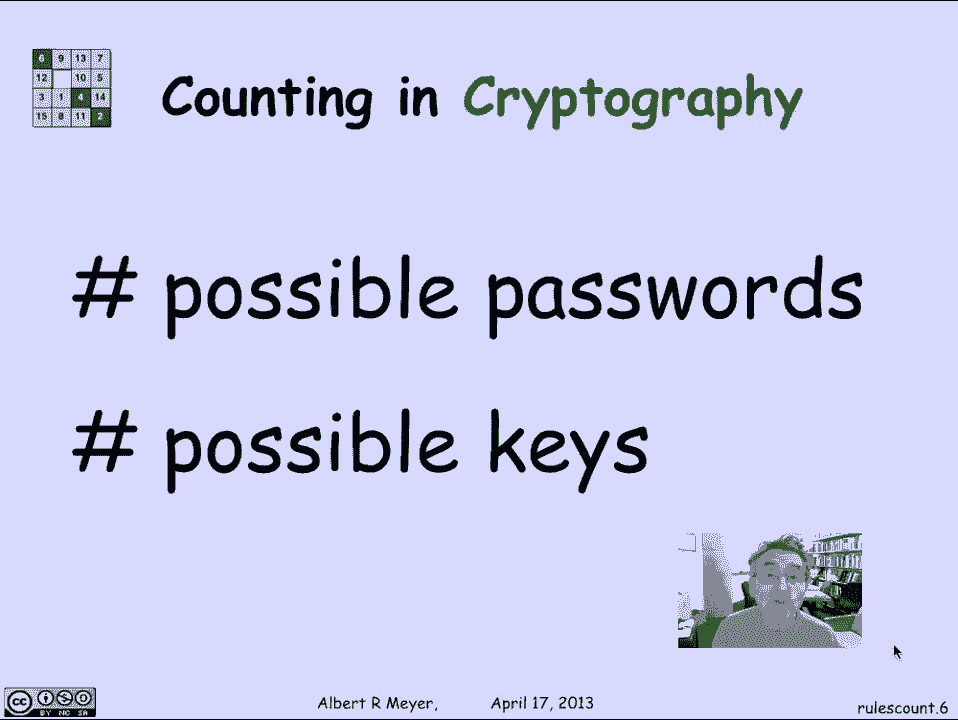 6 9 13 7
12 10 5
3 1 4 14
15 8 11 2
Counting in Cryptography
# possible passwords
# possible keys
cc
BY NC SA
Albert R Meyer, April 17, 2013
rulescount.6